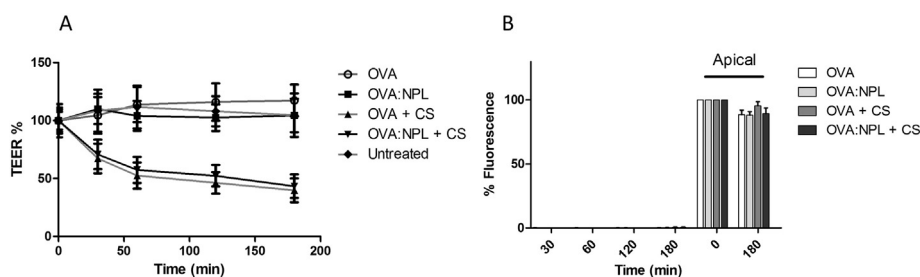 A
TEER %
150
100
50
0
0
50
100
150
200
Time (min)
OVA
OVA:NPL
OVA + CS
OVA:NPL + CS
Untreated
B
Apical
% Fluorescence
100
50
0
30
60
120
180
0
180
Time (min)
OVA
OVA:NPL
OVA + CS
OVA:NPL + CS